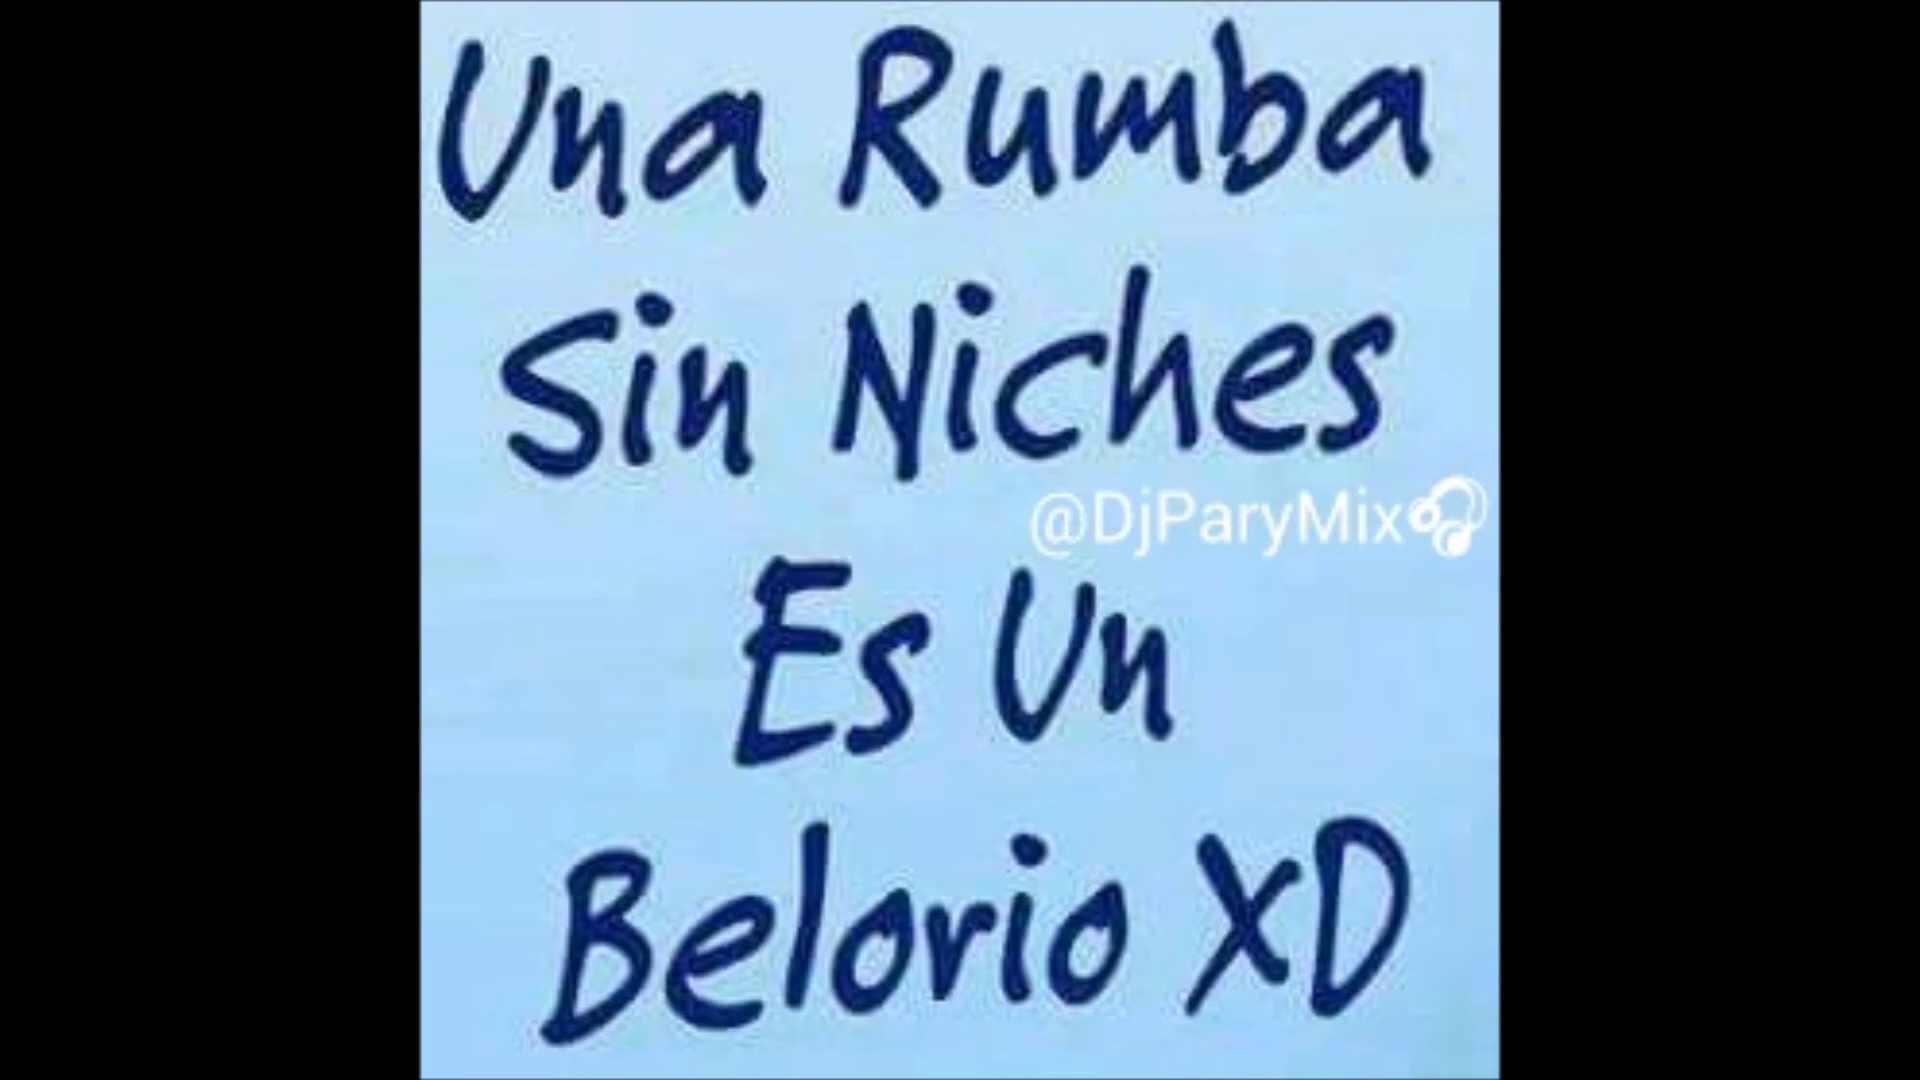 Una Rumba
Sin Niches
@DjParyMix🎧
Es Un
Belorio XD